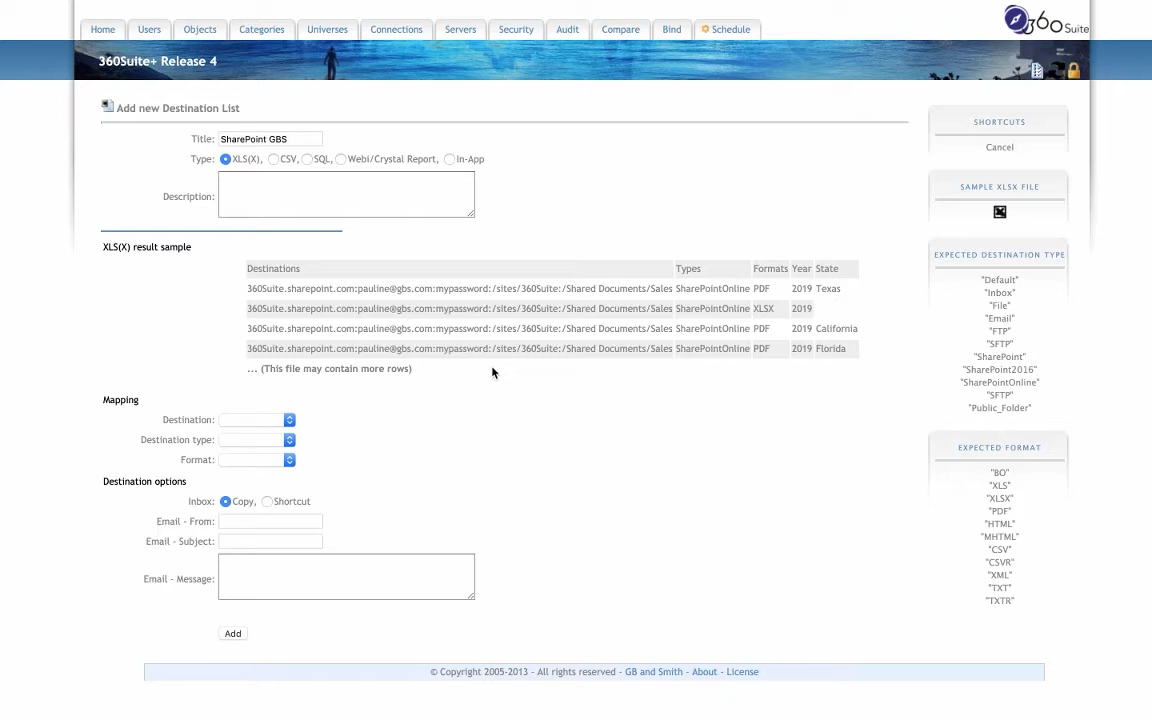 Home Users Objects Categories Universes Connections Servers Security Audit Compare Bind Schedule
360Suite
360Suite+ Release 4
Add new Destination List
Title: SharePoint GBS
Type: XLS(X), CSV, SQL, Webi/Crystal Report, In-App
Description:
XLS(X) result sample
Destinations Types Formats Year State
360Suite.sharepoint.com:pauline@gbs.com:mypassword:/sites/360Suite:/Shared Documents/Sales SharePointOnline PDF 2019 Texas
360Suite.sharepoint.com:pauline@gbs.com:mypassword:/sites/360Suite:/Shared Documents/Sales SharePointOnline XLSX 2019
360Suite.sharepoint.com:pauline@gbs.com:mypassword:/sites/360Suite:/Shared Documents/Sales SharePointOnline PDF 2019 California
360Suite.sharepoint.com:pauline@gbs.com:mypassword:/sites/360Suite:/Shared Documents/Sales SharePointOnline PDF 2019 Florida
... (This file may contain more rows)
Mapping
Destination:
Destination type:
Format:
Destination options
Inbox: Copy, Shortcut
Email - From:
Email - Subject:
Email - Message:
Add
SHORTCUTS
Cancel
SAMPLE XLSX FILE
EXPECTED DESTINATION TYPE
"Default"
"Inbox"
"File"
"Email"
"FTP"
"SFTP"
"SharePoint"
"SharePoint2016"
"SharePointOnline"
"SFTP"
"Public_Folder"
EXPECTED FORMAT
"BO"
"XLS"
"XLSX"
"PDF"
"HTML"
"MHTML"
"CSV"
"CSVR"
"XML"
"TXT"
"TXTR"
© Copyright 2005-2013 - All rights reserved - GB and Smith - About - License